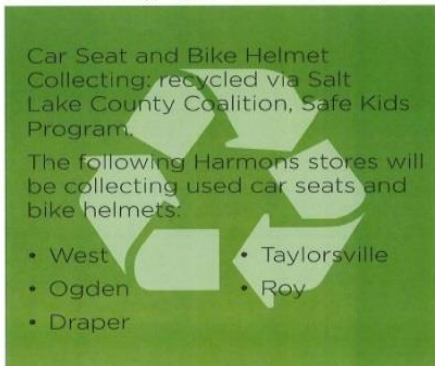 Car Seat and Bike Helmet
Collecting: recycled via Salt
Lake County Coalition, Safe Kids
Program.
The following Harmons stores will
be collecting used car seats and
bike helmets:
• West
• Ogden
• Draper
• Taylorsville
• Roy